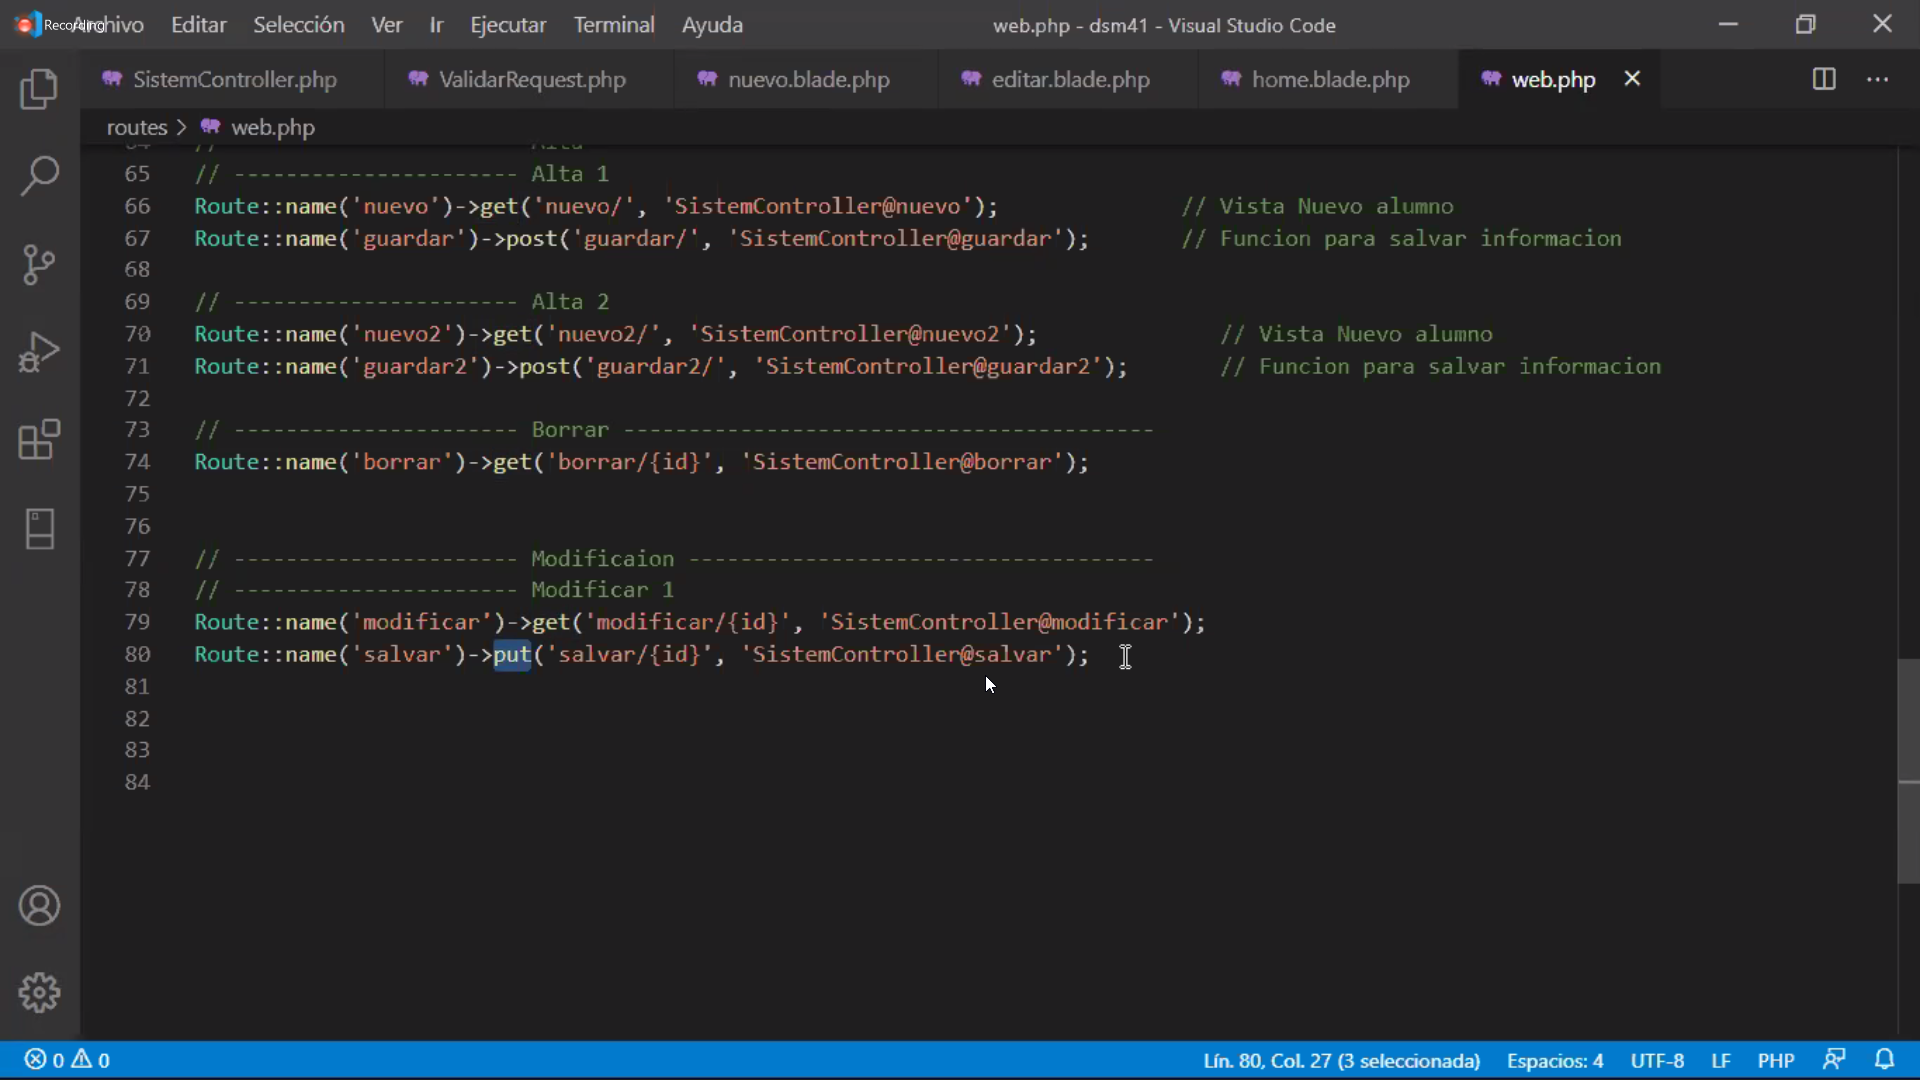 Recording
Archivo Editar Selección Ver Ir Ejecutar Terminal Ayuda web.php - dsm41 - Visual Studio Code
SistemController.php ValidarRequest.php nuevo.blade.php editar.blade.php home.blade.php web.php
routes > web.php
64 // ---------------------- Alta
65 // ---------------------- Alta 1
66 Route::name('nuevo')->get('nuevo/', 'SistemController@nuevo'); // Vista Nuevo alumno
67 Route::name('guardar')->post('guardar/', 'SistemController@guardar'); // Funcion para salvar informacion
68
69 // ---------------------- Alta 2
70 Route::name('nuevo2')->get('nuevo2/', 'SistemController@nuevo2'); // Vista Nuevo alumno
71 Route::name('guardar2')->post('guardar2/', 'SistemController@guardar2'); // Funcion para salvar informacion
72
73 // ---------------------- Borrar -----------------------------------------
74 Route::name('borrar')->get('borrar/{id}', 'SistemController@borrar');
75
76
77 // ---------------------- Modificaion ------------------------------------
78 // ---------------------- Modificar 1
79 Route::name('modificar')->get('modificar/{id}', 'SistemController@modificar');
80 Route::name('salvar')->put('salvar/{id}', 'SistemController@salvar');
81
82
83
84
0 0 Lín. 80, Col. 27 (3 seleccionada) Espacios: 4 UTF-8 LF PHP